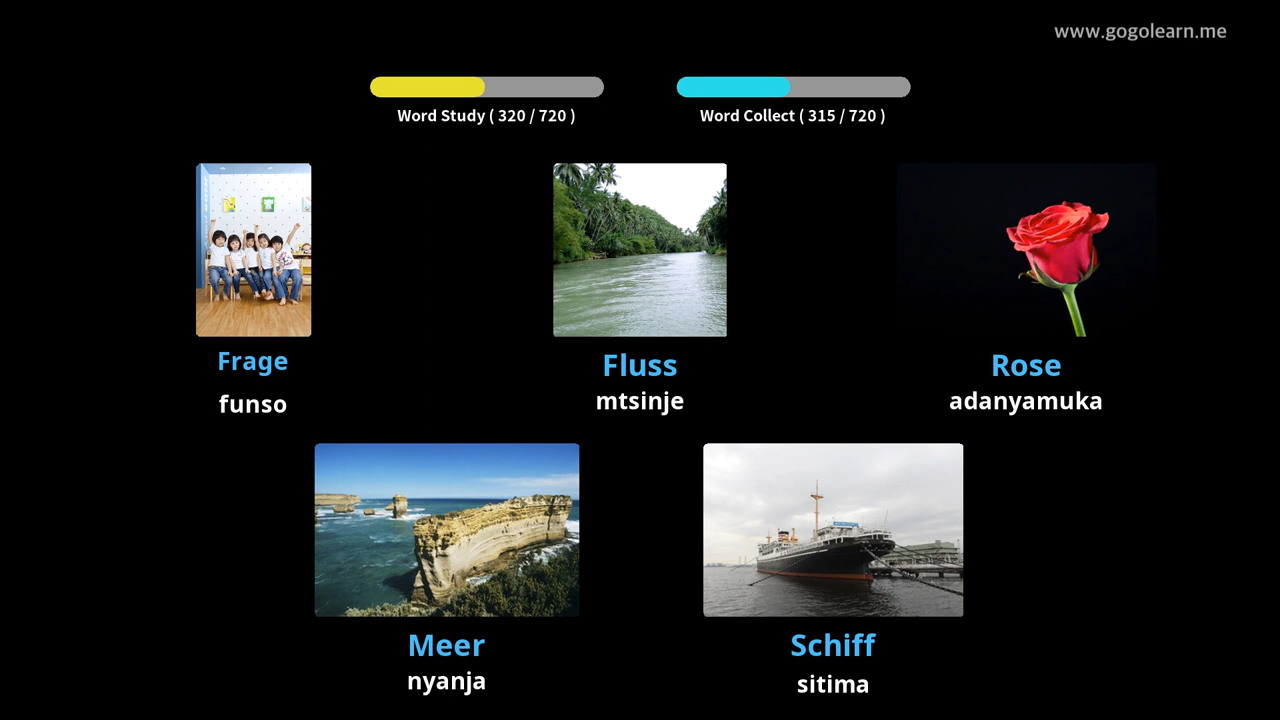 www.gogolearn.me
Word Study ( 320 / 720 )
Word Collect ( 315 / 720 )
Frage
funso
Fluss
mtsinje
Rose
adanyamuka
Meer
nyanja
Schiff
sitima